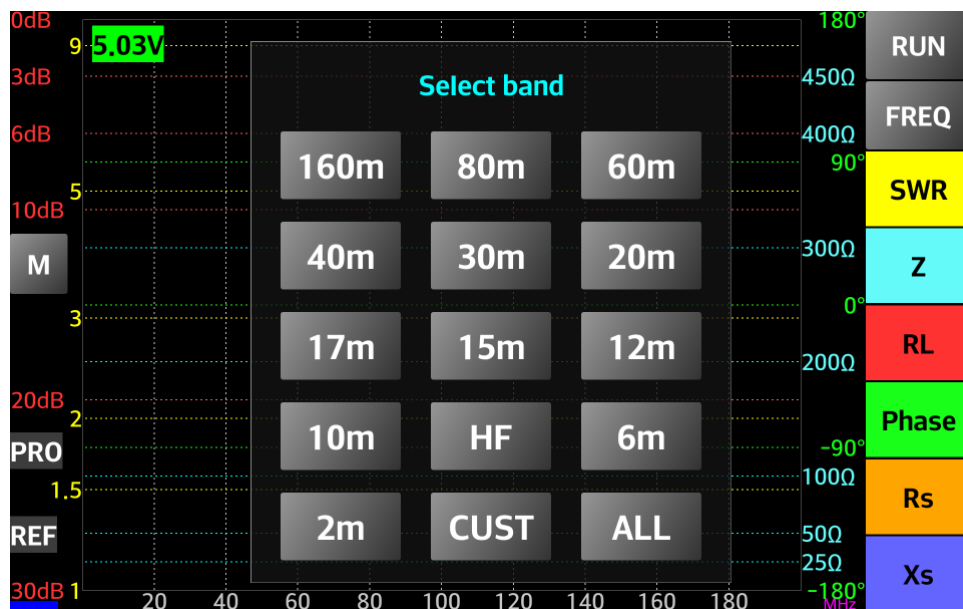 0dB
180°
RUN
9
5.03V
3dB
Select band
450Ω
6dB
400Ω
FREQ
160m
80m
60m
90°
5
SWR
10dB
M
40m
30m
20m
300Ω
Z
0°
3
17m
15m
12m
200Ω
RL
20dB
2
10m
HF
6m
Phase
PRO
-90°
1.5
100Ω
Rs
REF
2m
CUST
ALL
50Ω
25Ω
Xs
30dB
1
-180°
20
40
60
80
100
120
140
160
180
MHz